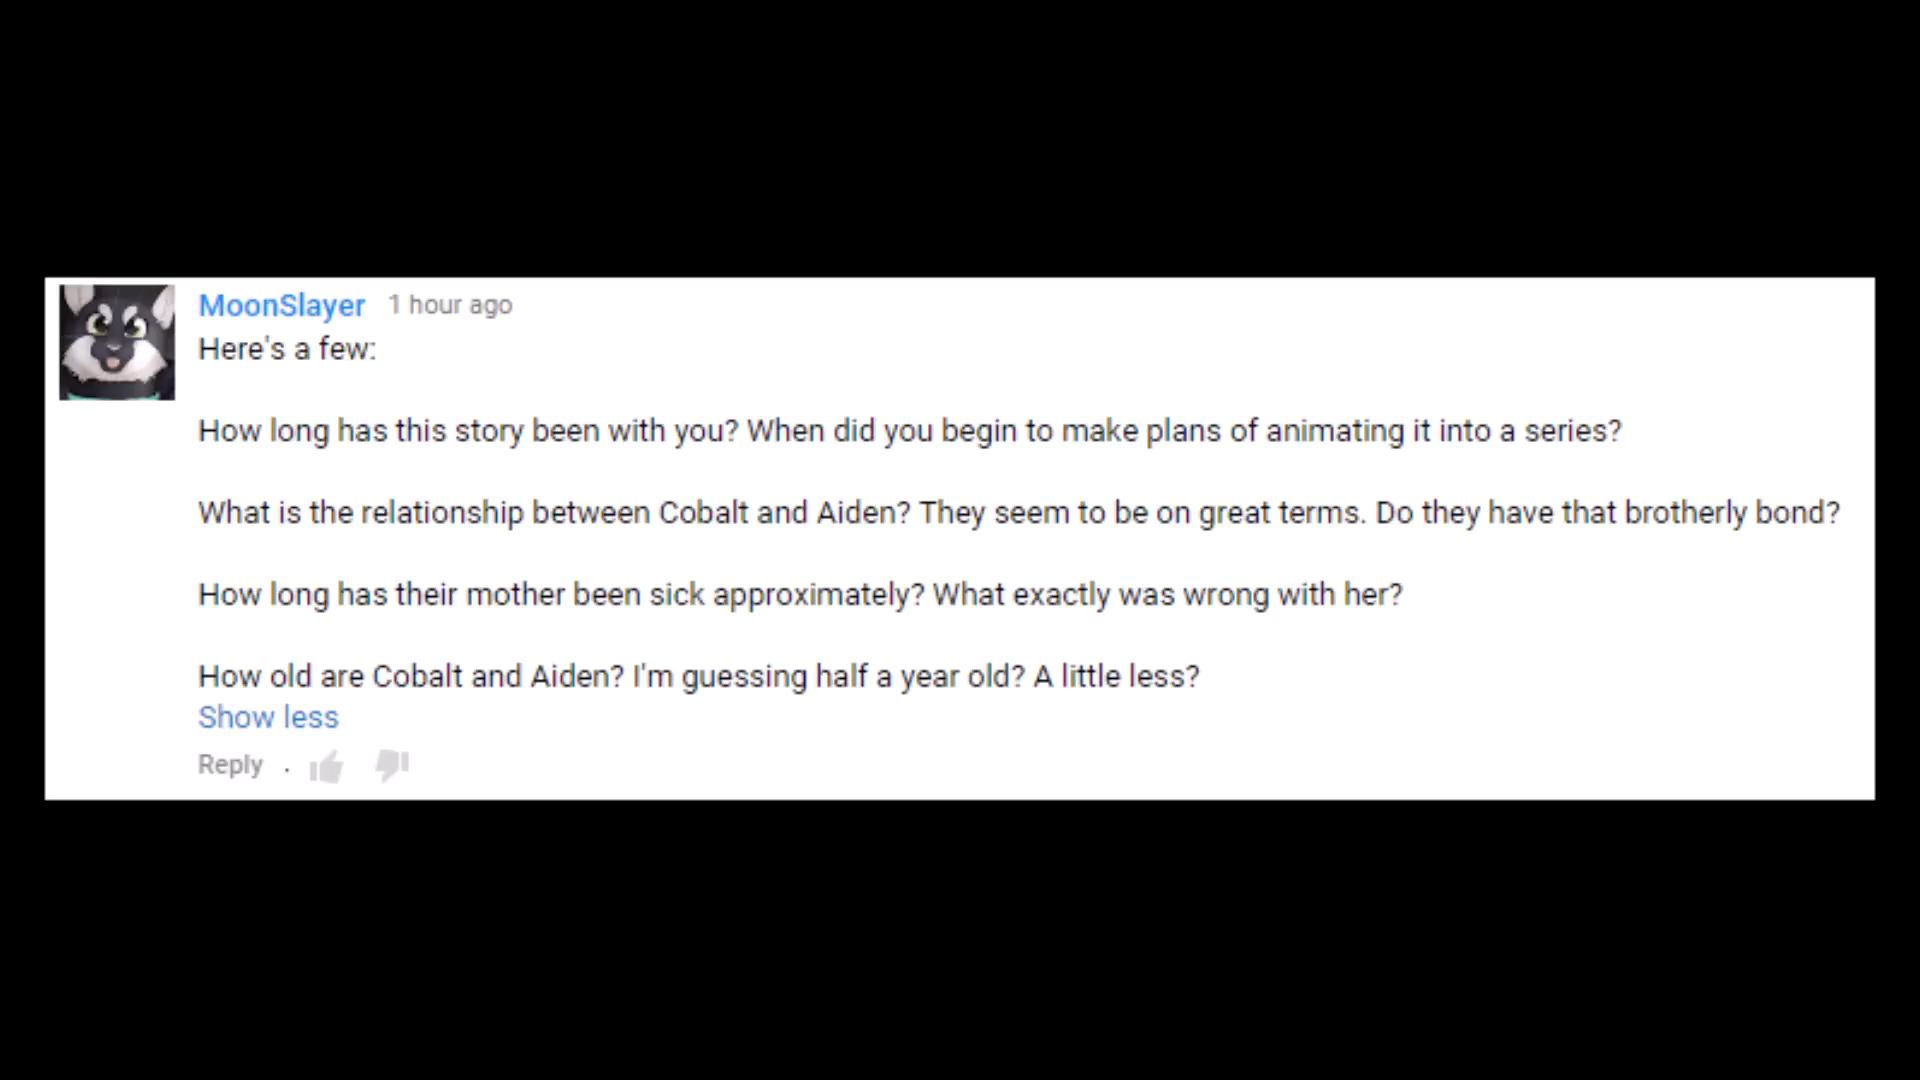 MoonSlayer 1 hour ago
Here's a few:
How long has this story been with you? When did you begin to make plans of animating it into a series?
What is the relationship between Cobalt and Aiden? They seem to be on great terms. Do they have that brotherly bond?
How long has their mother been sick approximately? What exactly was wrong with her?
How old are Cobalt and Aiden? I'm guessing half a year old? A little less?
Show less
Reply .